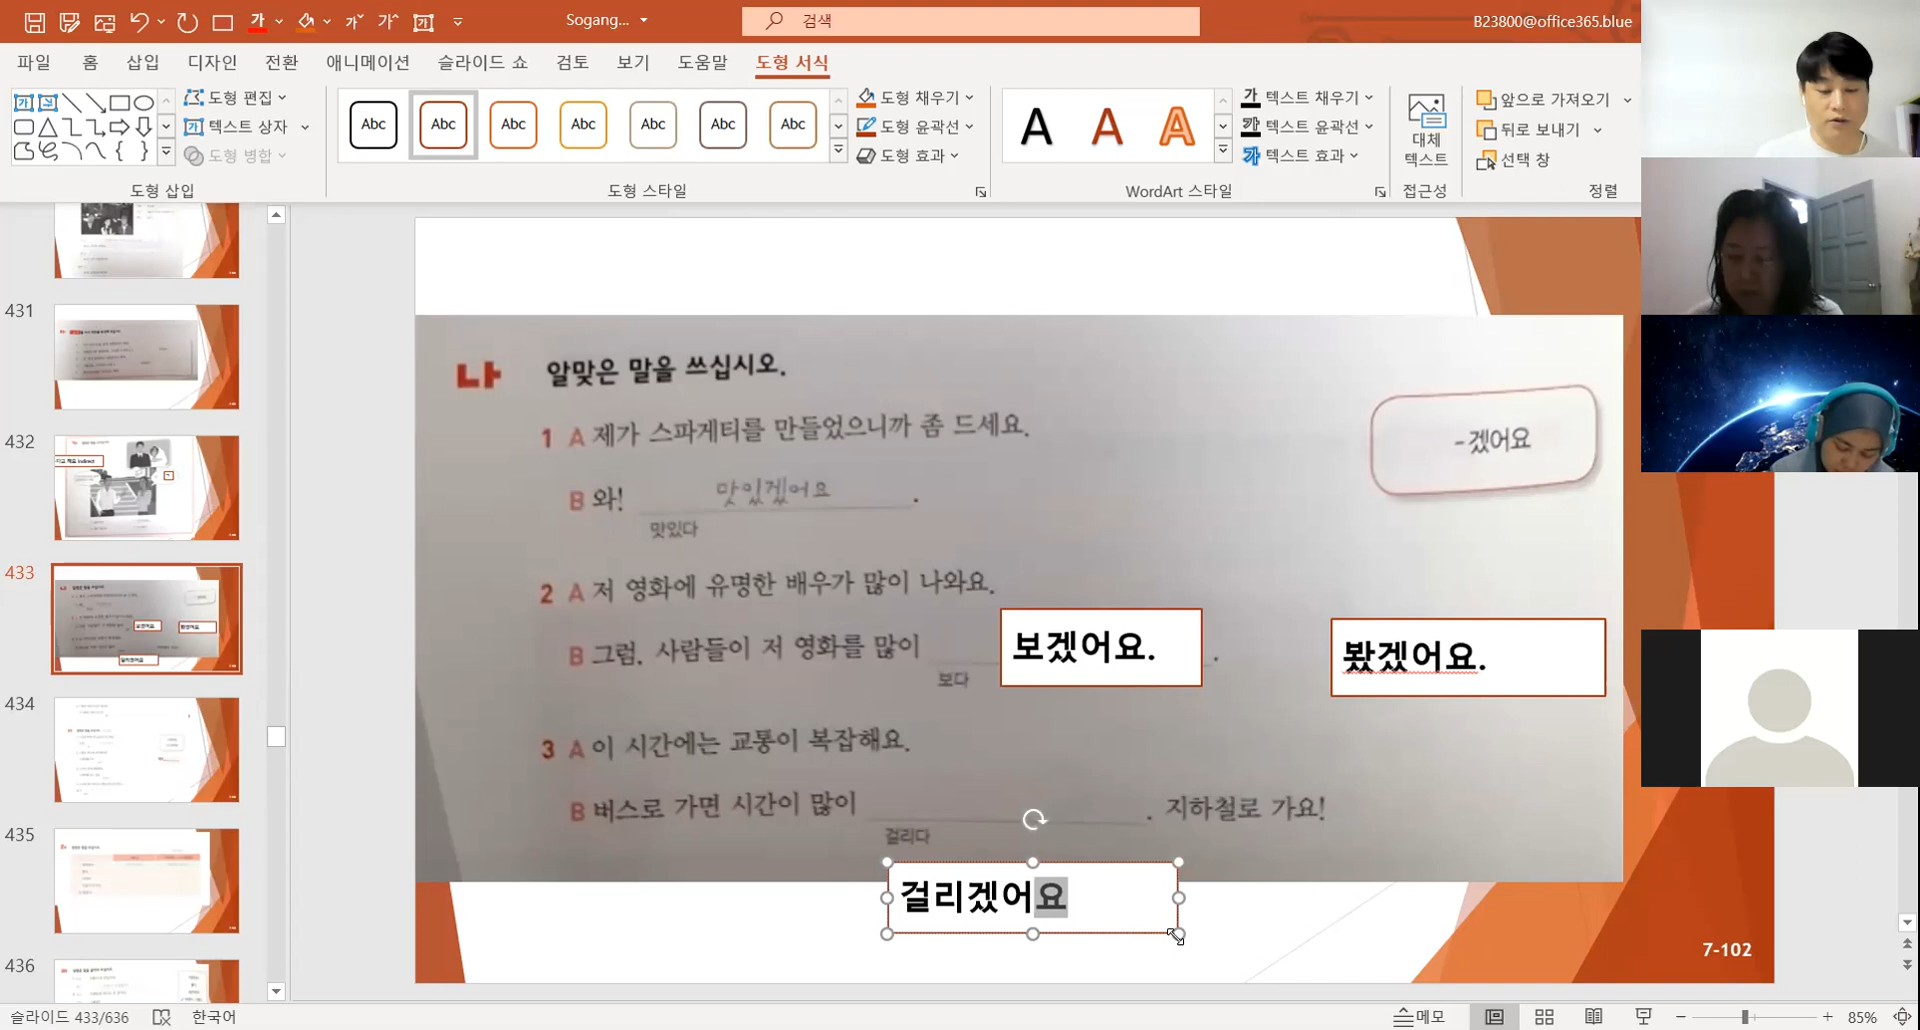 가 가ˇ 가^ 가
Sogang...
검색
B23800@office365.blue
파일 홈 삽입 디자인 전환 애니메이션 슬라이드 쇼 검토 보기 도움말 도형 서식
도형 편집
텍스트 상자
도형 병합
도형 삽입
Abc Abc Abc Abc Abc Abc Abc
도형 채우기
도형 윤곽선
도형 효과
도형 스타일
A A A
텍스트 채우기
텍스트 윤곽선
텍스트 효과
WordArt 스타일
대체
텍스트
접근성
앞으로 가져오기
뒤로 보내기
선택 창
정렬
431
432
433
434
435
436
나 알맞은 말을 쓰십시오.
-겠어요
1 A 제가 스파게티를 만들었으니까 좀 드세요.
B 와! 맛있겠어요 .
맛있다
2 A 저 영화에 유명한 배우가 많이 나와요.
B 그럼, 사람들이 저 영화를 많이 보겠어요. .
보다
봤겠어요.
3 A 이 시간에는 교통이 복잡해요.
B 버스로 가면 시간이 많이 . 지하철로 가요!
걸리다
걸리겠어요
7-102
슬라이드 433/636 한국어
메모
85%